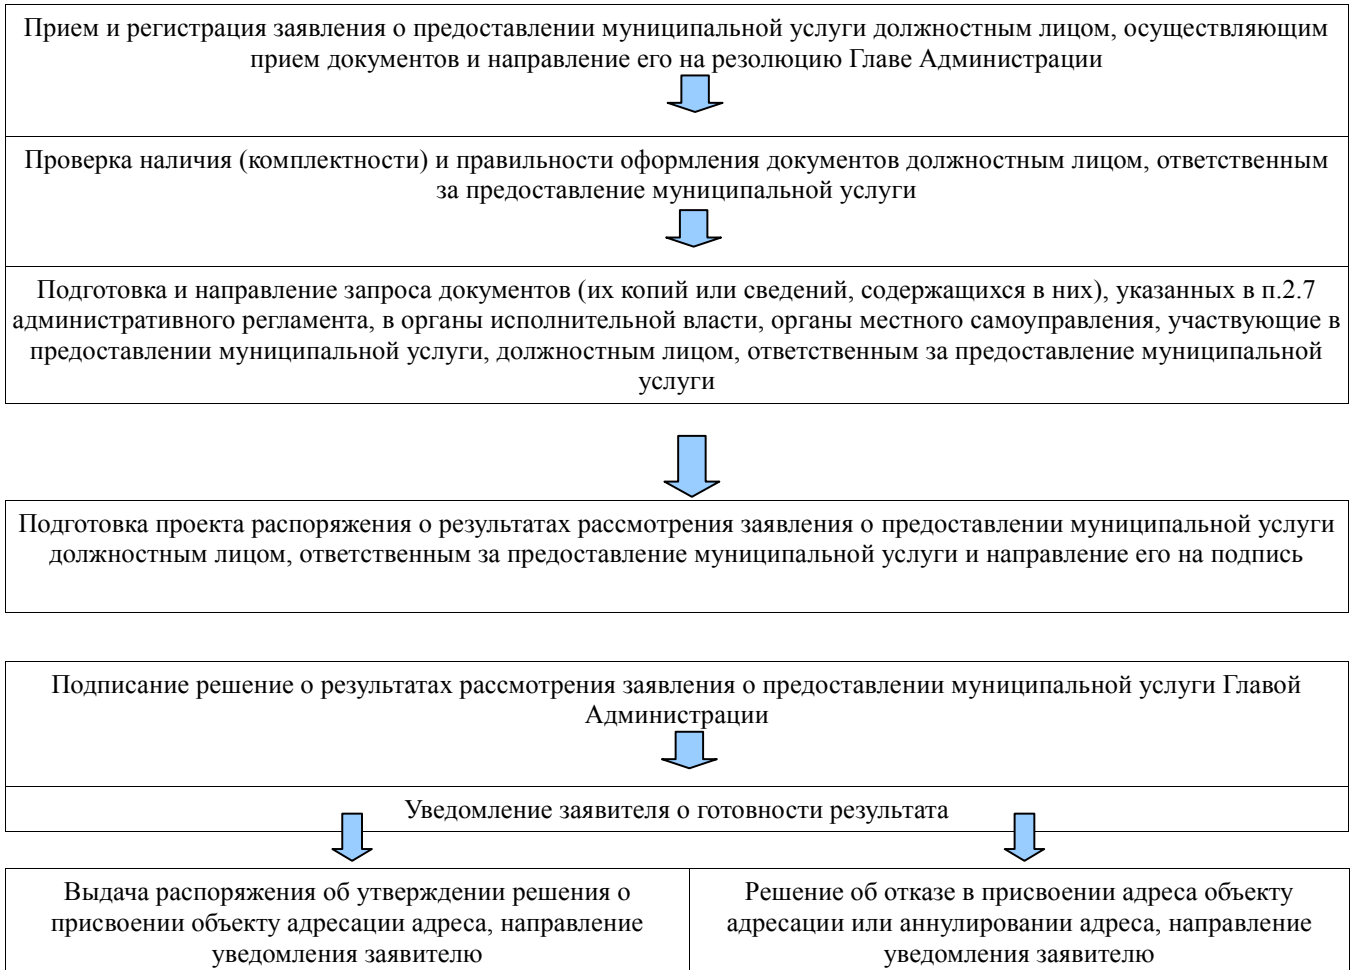 Прием и регистрация заявления о предоставлении муниципальной услуги должностным лицом, осуществляющим
прием документов и направление его на резолюцию Главе Администрации
Проверка наличия (комплектности) и правильности оформления документов должностным лицом, ответственным
за предоставление муниципальной услуги
Подготовка и направление запроса документов (их копий или сведений, содержащихся в них), указанных в п.2.7
административного регламента, в органы исполнительной власти, органы местного самоуправления, участвующие в
предоставлении муниципальной услуги, должностным лицом, ответственным за предоставление муниципальной
услуги
Подготовка проекта распоряжения о результатах рассмотрения заявления о предоставлении муниципальной услуги
должностным лицом, ответственным за предоставление муниципальной услуги и направление его на подпись
Подписание решение о результатах рассмотрения заявления о предоставлении муниципальной услуги Главой
Администрации
Уведомление заявителя о готовности результата
Выдача распоряжения об утверждении решения о
присвоении объекту адресации адреса, направление
уведомления заявителю
Решение об отказе в присвоении адреса объекту
адресации или аннулировании адреса, направление
уведомления заявителю